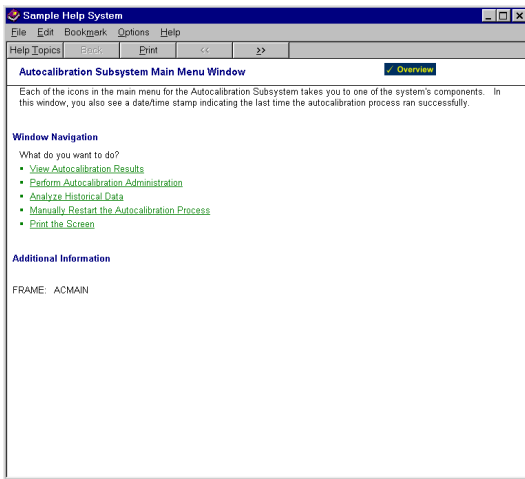 Sample Help System
File Edit Bookmark Options Help
Help Topics Back Print << >>
Autocalibration Subsystem Main Menu Window
✓ Overview
Each of the icons in the main menu for the Autocalibration Subsystem takes you to one of the system's components. In
this window, you also see a date/time stamp indicating the last time the autocalibration process ran successfully.
Window Navigation
What do you want to do?
▪ View Autocalibration Results
▪ Perform Autocalibration Administration
▪ Analyze Historical Data
▪ Manually Restart the Autocalibration Process
▪ Print the Screen
Additional Information
FRAME: ACMAIN